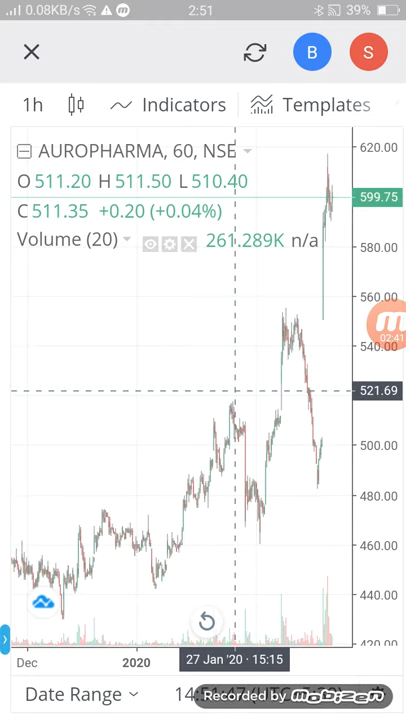 0.08KB/s 2:51 39%
B S
1h Indicators Templates
AUROPHARMA, 60, NSE
O 511.20 H 511.50 L 510.40
C 511.35 +0.20 (+0.04%)
Volume (20) 261.289K n/a
620.00
599.75
580.00
560.00
02:41
540.00
521.69
500.00
480.00
460.00
440.00
420.00
Dec 2020 27 Jan '20 · 15:15
Date Range
Recorded by mobizen